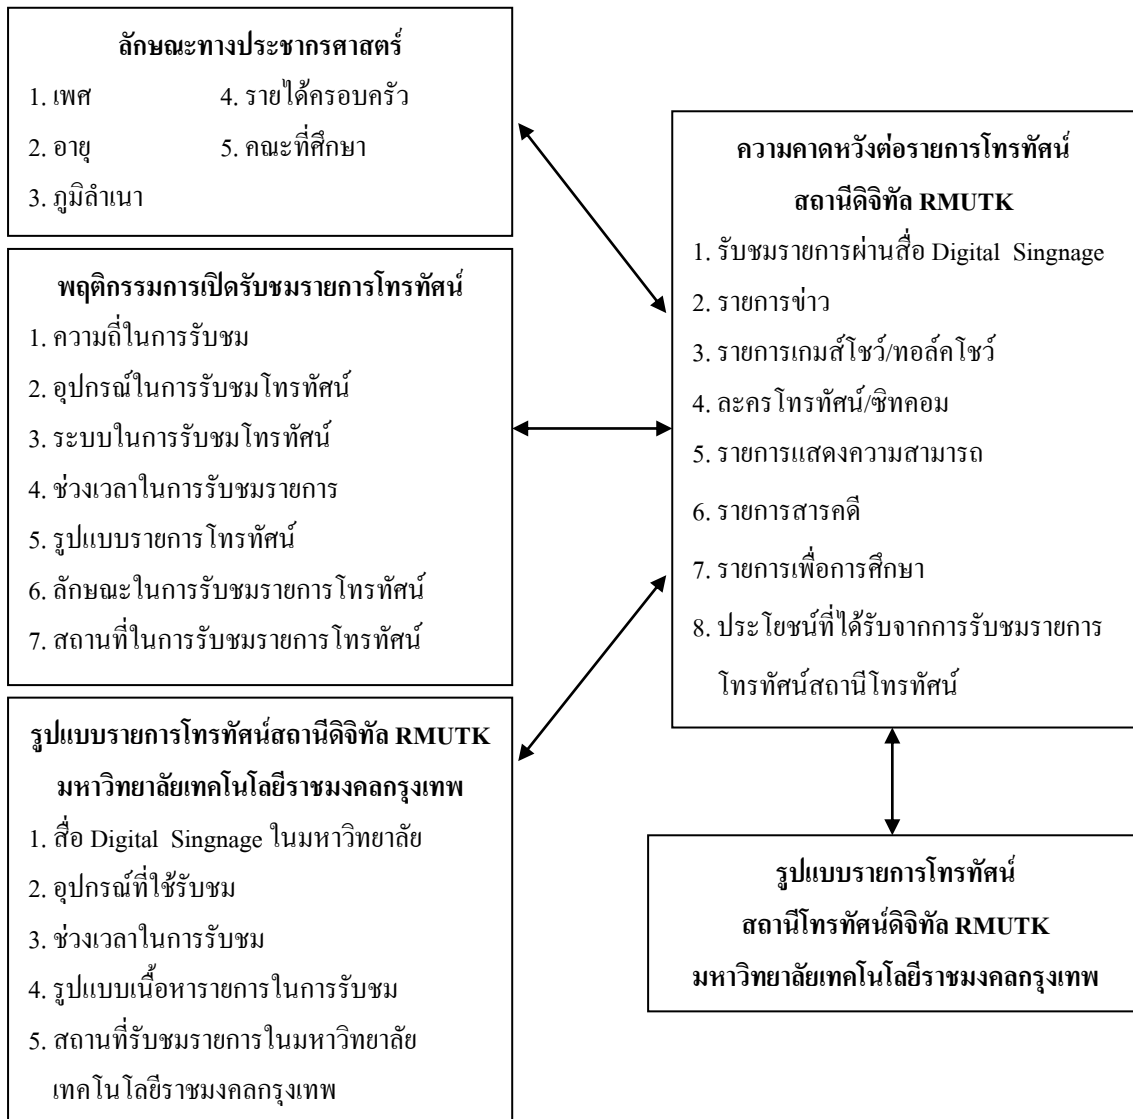 ลักษณะทางประชากรศาสตร์
1. เพศ 4. รายได้ครอบครัว
2. อายุ 5. คณะที่ศึกษา
3. ภูมิลำเนา
พฤติกรรมการเปิดรับชมรายการโทรทัศน์
1. ความถี่ในการรับชม
2. อุปกรณ์ในการรับชมโทรทัศน์
3. ระบบในการรับชมโทรทัศน์
4. ช่วงเวลาในการรับชมรายการ
5. รูปแบบรายการโทรทัศน์
6. ลักษณะในการรับชมรายการโทรทัศน์
7. สถานที่ในการรับชมรายการโทรทัศน์
รูปแบบรายการโทรทัศน์สถานีดิจิทัล RMUTK
มหาวิทยาลัยเทคโนโลยีราชมงคลกรุงเทพ
1. สื่อ Digital Singnage ในมหาวิทยาลัย
2. อุปกรณ์ที่ใช้รับชม
3. ช่วงเวลาในการรับชม
4. รูปแบบเนื้อหารายการในการรับชม
5. สถานที่รับชมรายการในมหาวิทยาลัย
เทคโนโลยีราชมงคลกรุงเทพ
ความคาดหวังต่อรายการโทรทัศน์
สถานีดิจิทัล RMUTK
1. รับชมรายการผ่านสื่อ Digital Singnage
2. รายการข่าว
3. รายการเกมส์โชว์/ทอล์คโชว์
4. ละครโทรทัศน์/ซิทคอม
5. รายการแสดงความสามารถ
6. รายการสารคดี
7. รายการเพื่อการศึกษา
8. ประโยชน์ที่ได้รับจากการรับชมรายการ
โทรทัศน์สถานีโทรทัศน์
รูปแบบรายการโทรทัศน์
สถานีโทรทัศน์ดิจิทัล RMUTK
มหาวิทยาลัยเทคโนโลยีราชมงคลกรุงเทพ